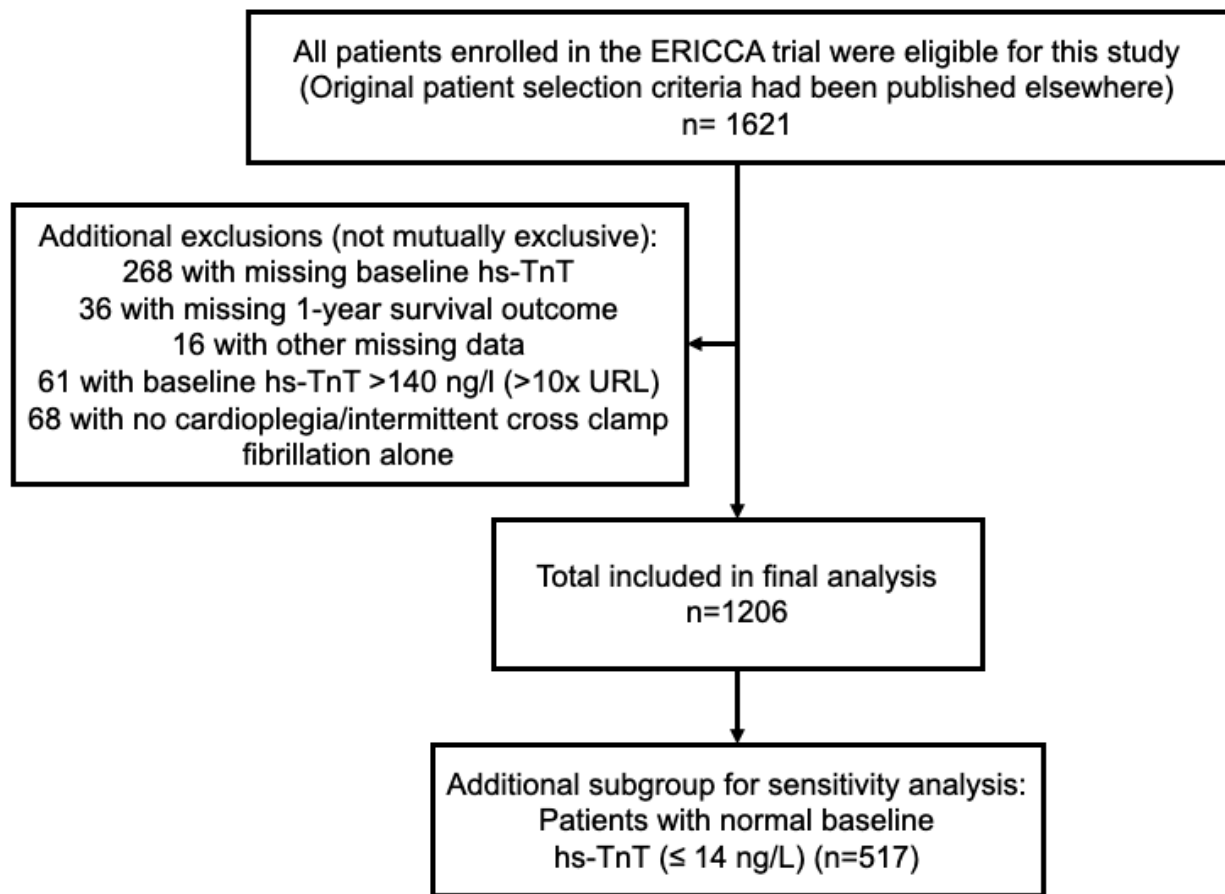 All patients enrolled in the ERICCA trial were eligible for this study
(Original patient selection criteria had been published elsewhere)
n= 1621
Additional exclusions (not mutually exclusive):
268 with missing baseline hs-TnT
36 with missing 1-year survival outcome
16 with other missing data
61 with baseline hs-TnT >140 ng/l (>10x URL)
68 with no cardioplegia/intermittent cross clamp
fibrillation alone
Total included in final analysis
n=1206
Additional subgroup for sensitivity analysis:
Patients with normal baseline
hs-TnT (≤ 14 ng/L) (n=517)